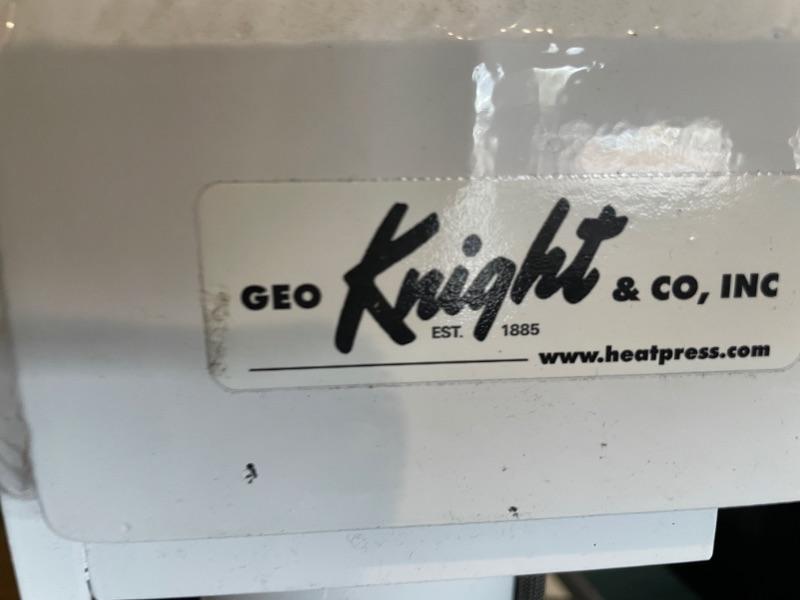 GEO Knight & CO, INC
EST. 1885
www.heatpress.com